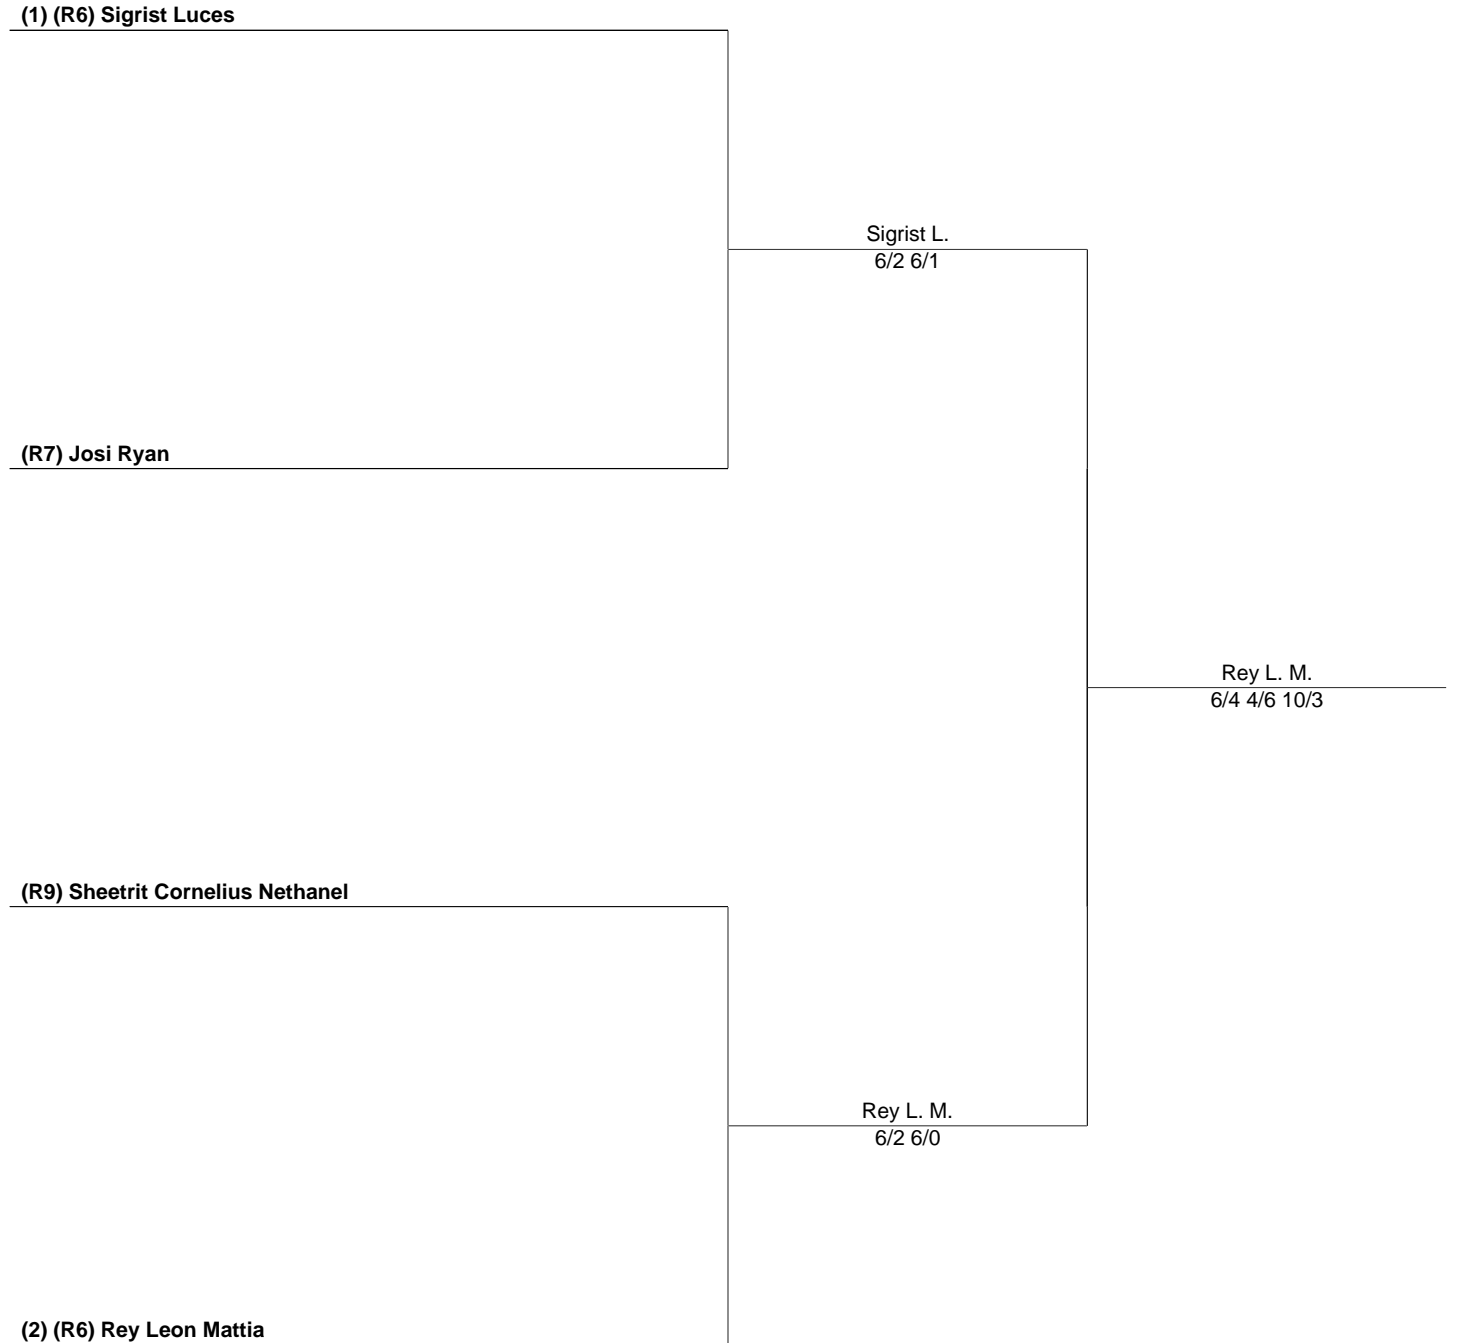 (1) (R6) Sigrist Luces
Sigrist L.
6/2 6/1
(R7) Josi Ryan
Rey L. M.
6/4 4/6 10/3
(R9) Sheetrit Cornelius Nethanel
Rey L. M.
6/2 6/0
(2) (R6) Rey Leon Mattia